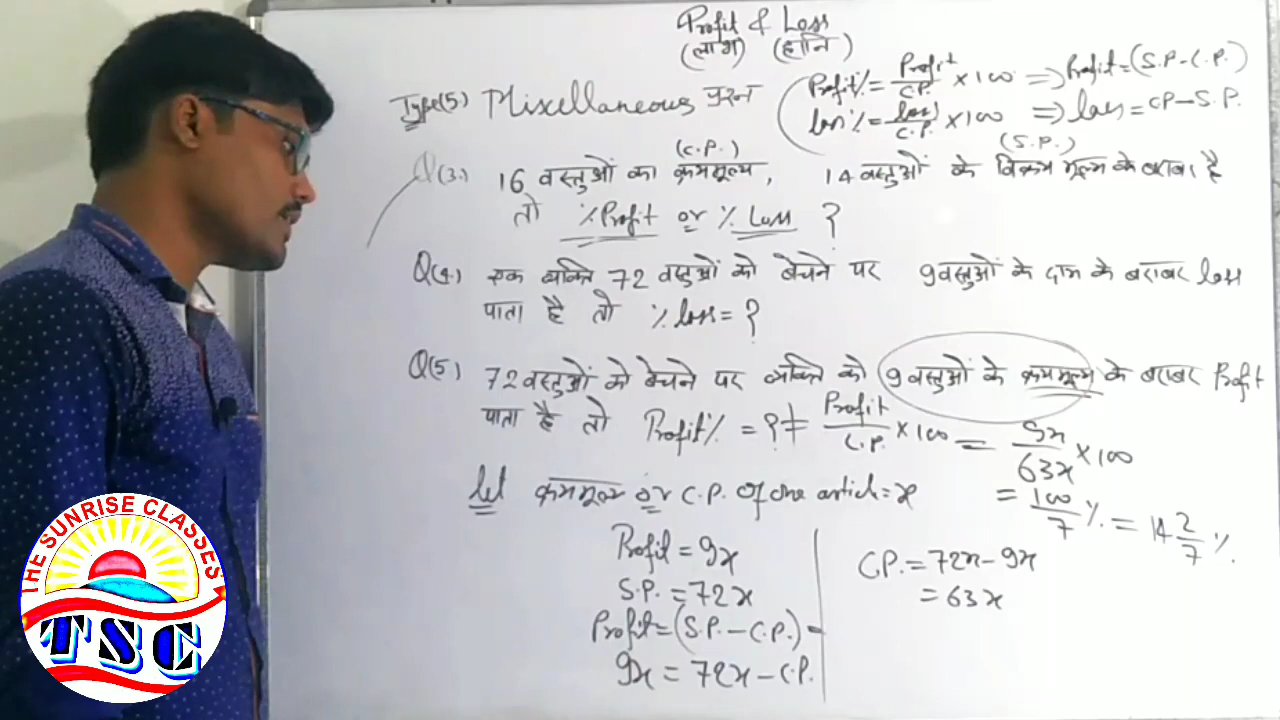 Profit & Loss
(लाभ) (हानि)
Type(5) Mixcellaneous प्रश्न
Profit% = Profit/C.P. × 100 ⇒ Profit = (S.P - C.P.)
loss% = loss/C.P. × 100 ⇒ loss = CP - S.P.
(C.P.) (S.P.)
Q(3.) 16 वस्तुओं का क्रयमूल्य, 14 वस्तुओं के विक्रय मूल्य के बराबर है
तो % Profit or % Loss ?
Q(4.) एक व्यक्ति 72 वस्तुओं को बेचने पर 9 वस्तुओं के दाम के बराबर loss
पाता है तो % loss = ?
Q(5) 72 वस्तुओं को बेचने पर व्यक्ति को 9 वस्तुओं के क्रयमूल्य के बराबर Profit
पाता है तो Profit% = ? = Profit/C.P. × 100 = 9x/63x × 100
= 100/7 % = 14 2/7 %
let क्रयमूल्य or C.P. of one article = x
Profit = 9x
S.P. = 72x
Profit = (S.P. - C.P.) -
9x = 72x - C.P.
C.P. = 72x - 9x
= 63x
THE SUNRISE CLASSES
TSC